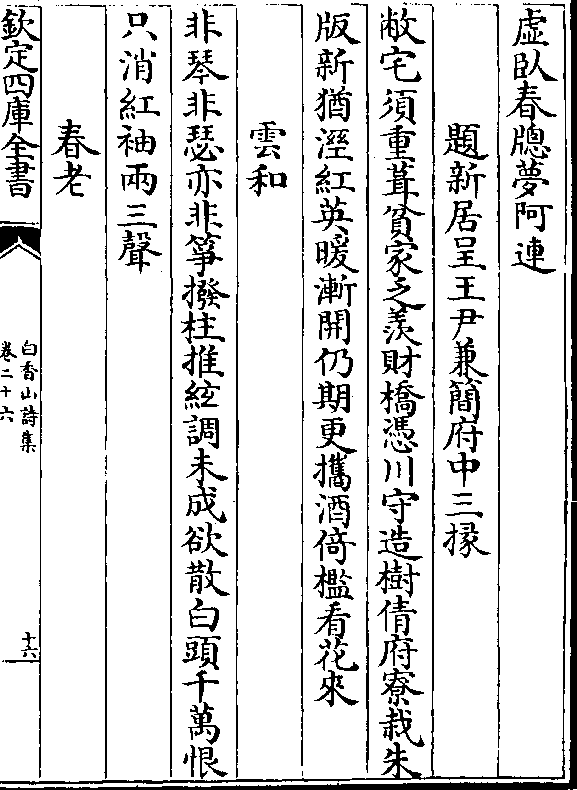 虛臥春牕夢阿連
題新居呈王尹兼簡府中三掾
敝宅須重葺貧家乏羨財橋憑川守造樹倩府寮栽朱
版新猶溼紅英暖漸開仍期更攜酒倚檻看花來
雲和
非琴非瑟亦非箏撥柱推絃調未成欲散白頭千萬恨
只消紅袖兩三聲
春老
欽定四庫全書
白香山詩集
卷二十六
十六